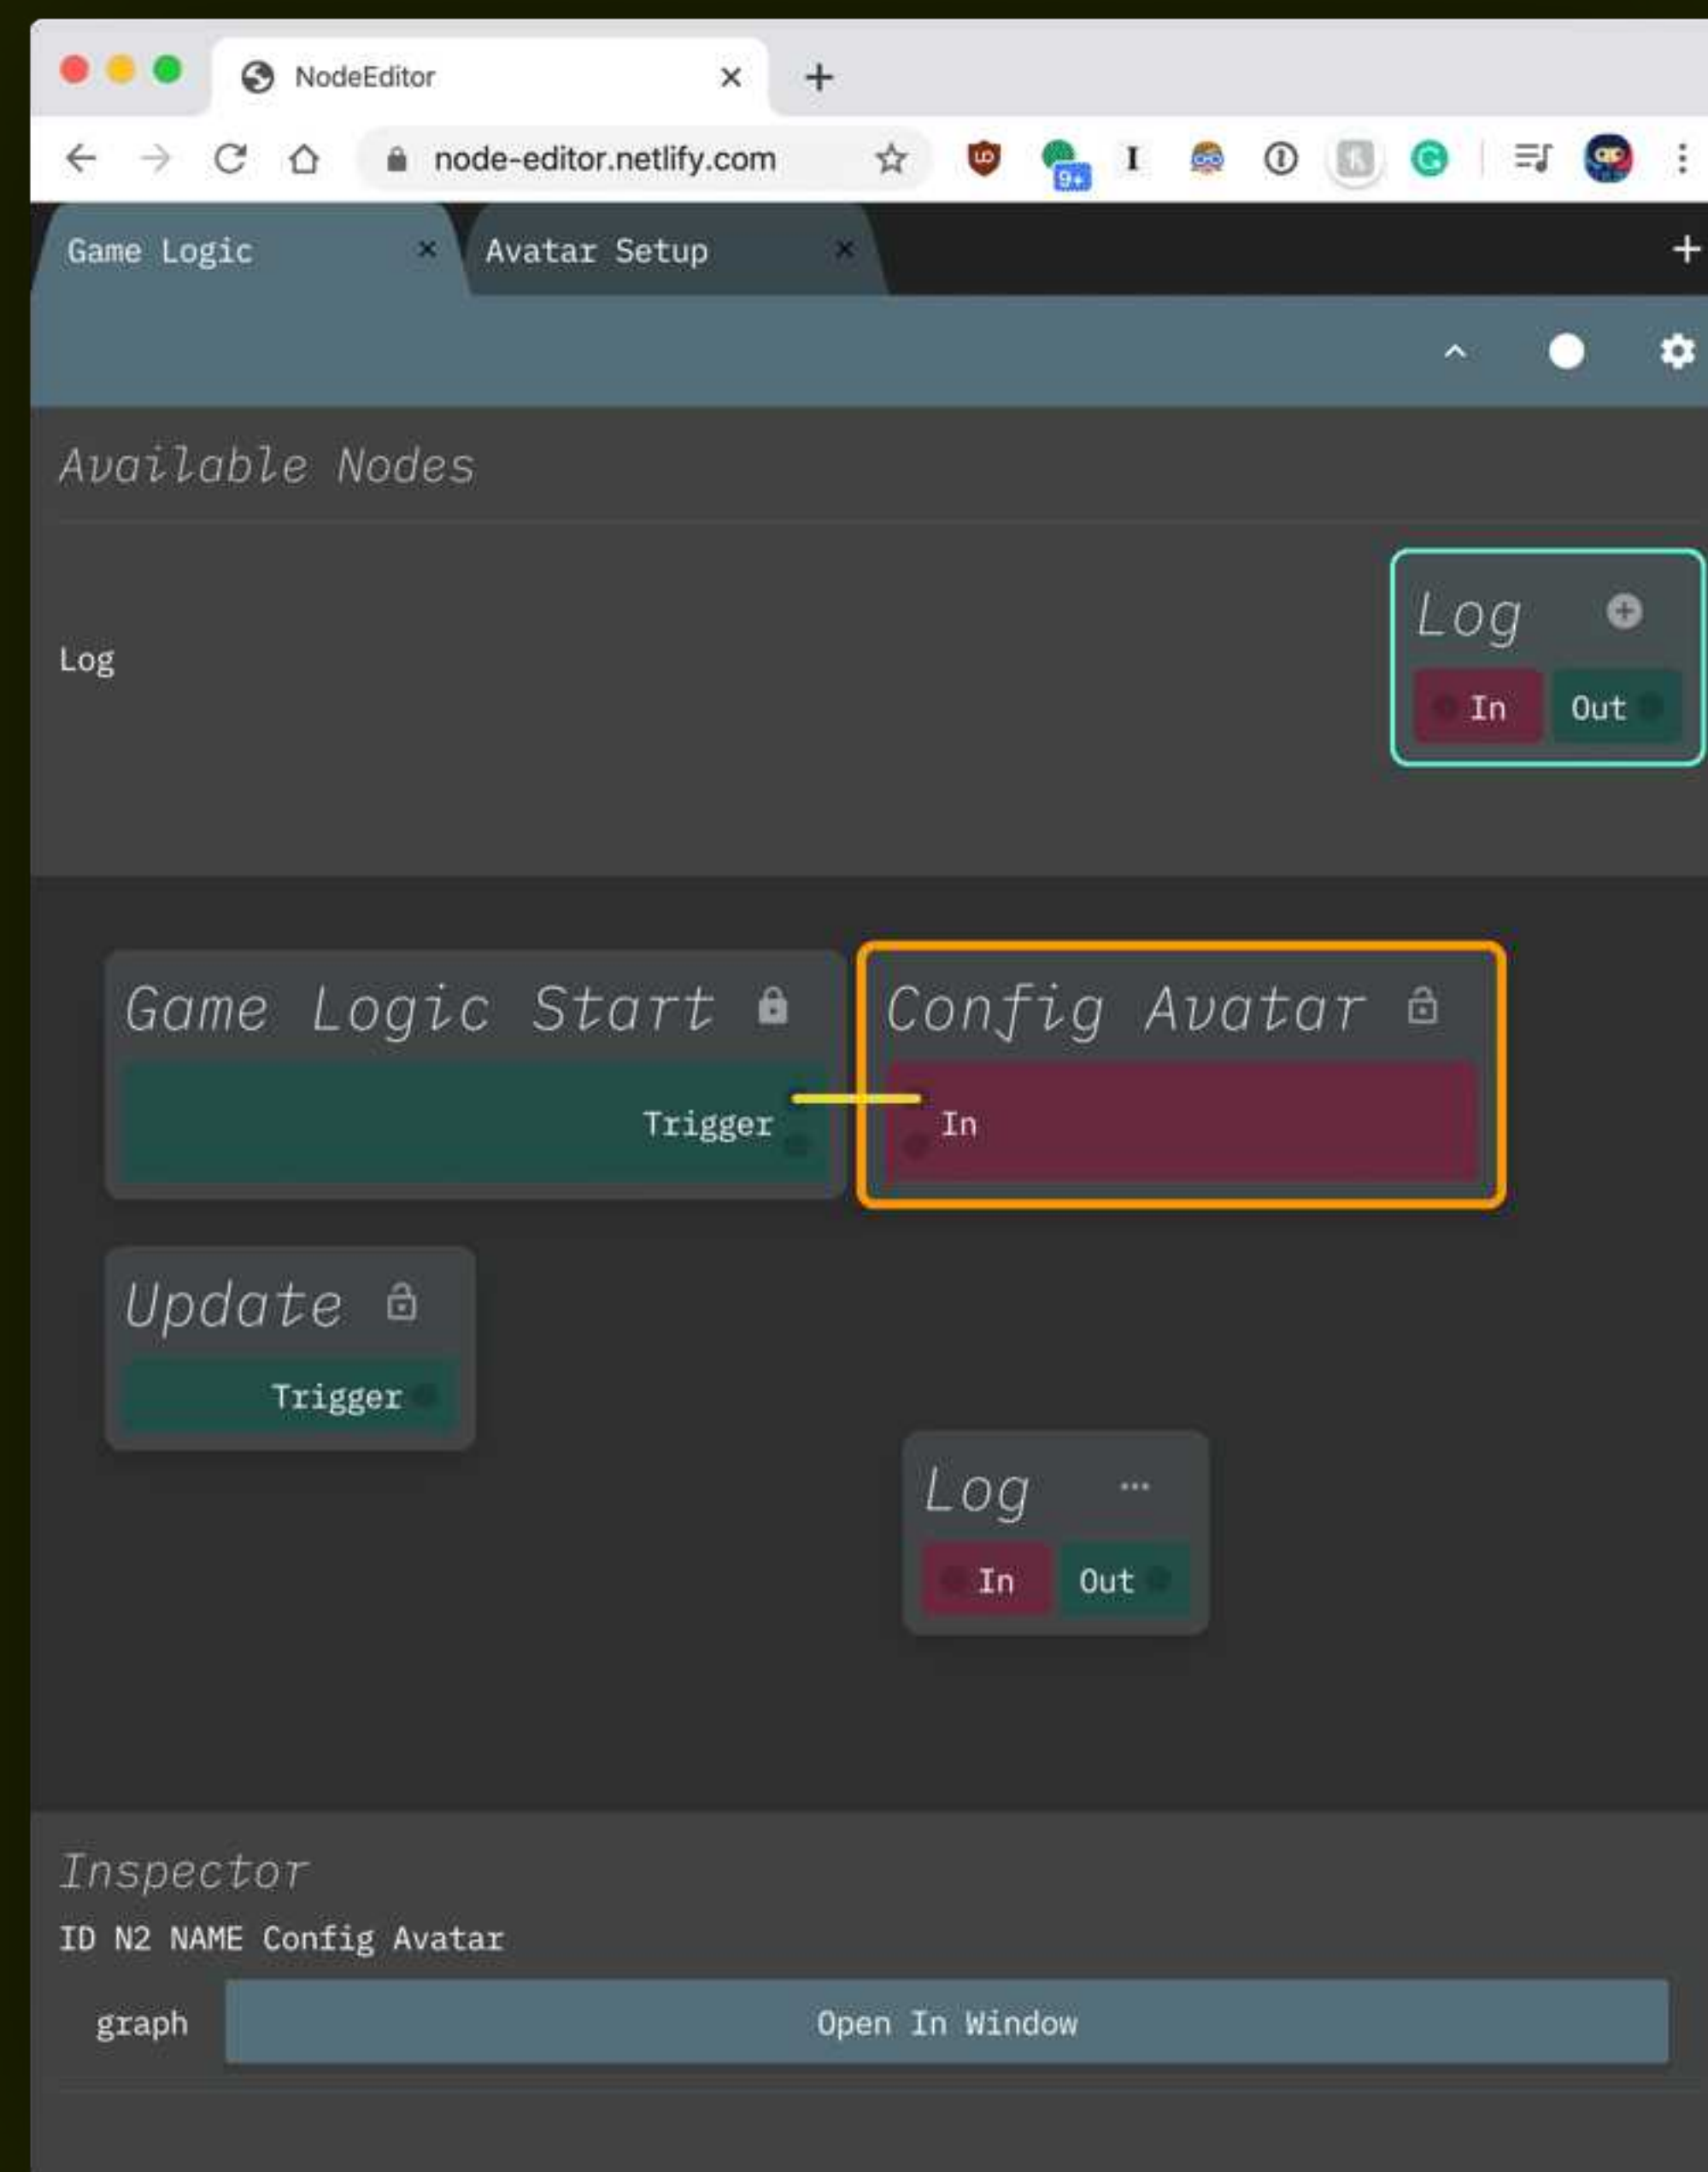 NodeEditor
node-editor.netlify.com
9+
Game Logic
Avatar Setup
Available Nodes
Log
Log
In Out
Game Logic Start
Trigger
Config Avatar
In
Update
Trigger
Log
In Out
Inspector
ID N2 NAME Config Avatar
graph Open In Window